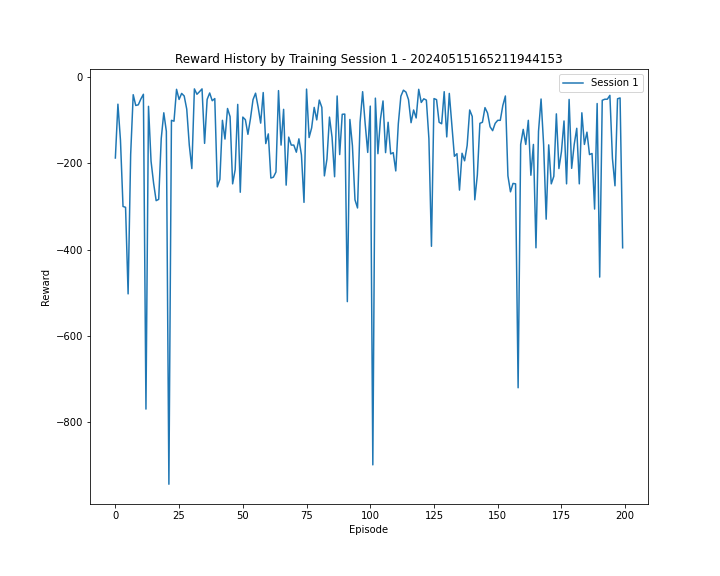 Reward History by Training Session 1 - 20240515165211944153
Session 1
0
−200
−400
−600
−800
Reward
0 25 50 75 100 125 150 175 200
Episode